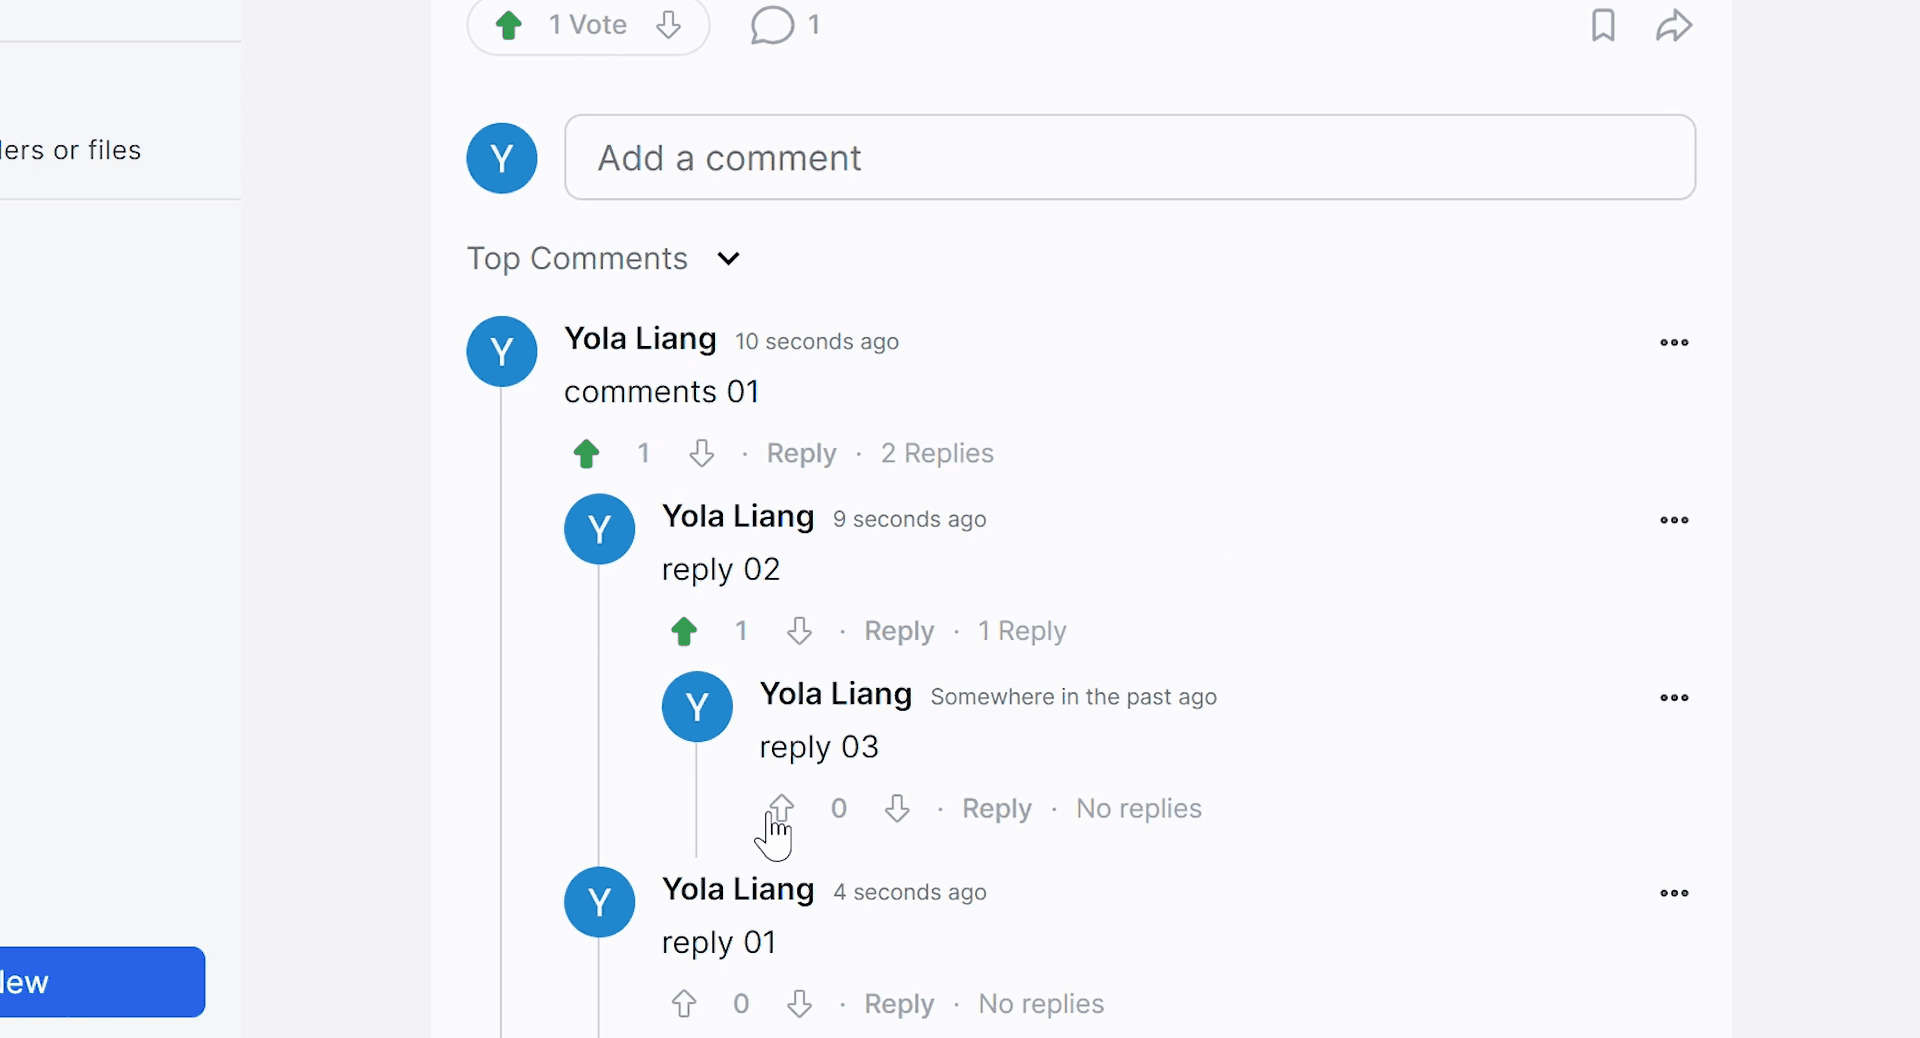 1 Vote 1
ders or files
Y Add a comment
Top Comments
Y Yola Liang 10 seconds ago
comments 01
1 · Reply · 2 Replies
Y Yola Liang 9 seconds ago
reply 02
1 · Reply · 1 Reply
Y Yola Liang Somewhere in the past ago
reply 03
0 · Reply · No replies
Y Yola Liang 4 seconds ago
reply 01
New
0 · Reply · No replies